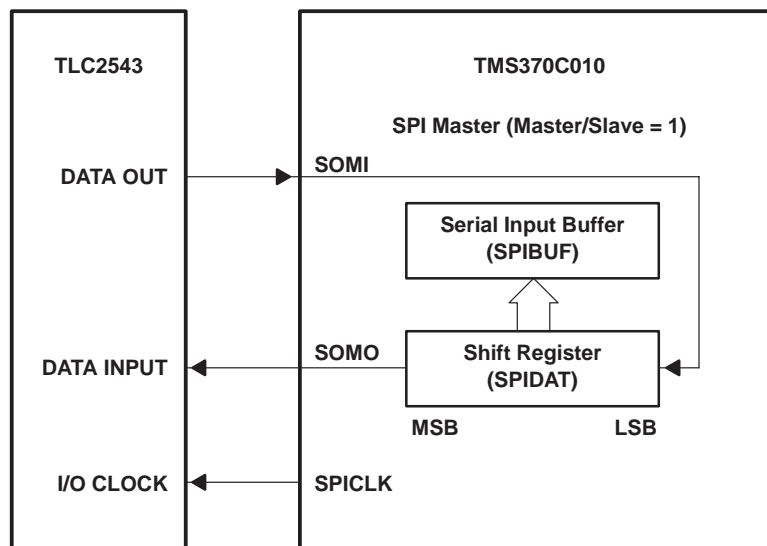 TLC2543
TMS370C010
SPI Master (Master/Slave = 1)
DATA OUT
SOMI
Serial Input Buffer
(SPIBUF)
DATA INPUT
SOMO
Shift Register
(SPIDAT)
MSB
LSB
I/O CLOCK
SPICLK